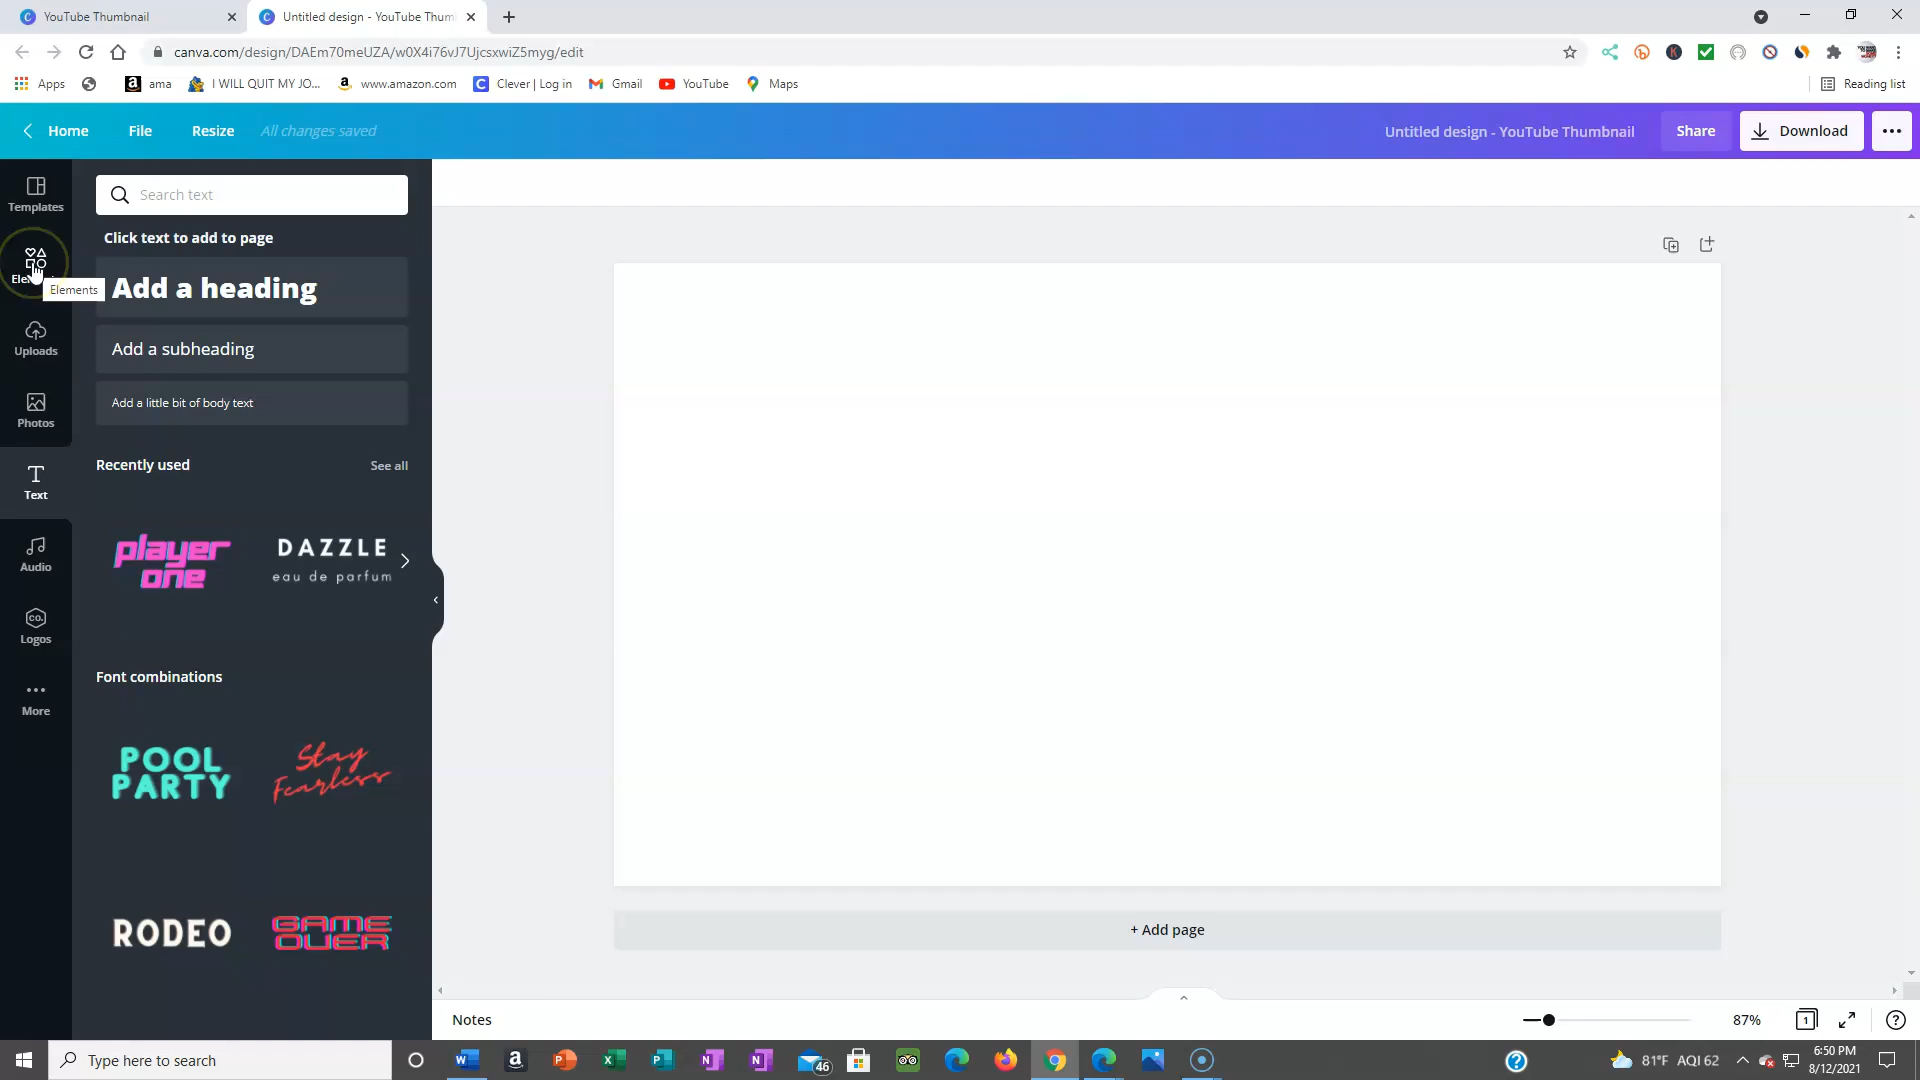 YouTube Thumbnail
Untitled design - YouTube Thum
canva.com/design/DAEm70meUZA/w0X4i76vJ7UjcsxwiZ5myg/edit
Apps
ama
I WILL QUIT MY JO...
www.amazon.com
Clever | Log in
Gmail
YouTube
Maps
Reading list
Home
File
Resize
All changes saved
Untitled design - YouTube Thumbnail
Share
Download
Templates
Search text
Click text to add to page
Elements
Add a heading
Uploads
Add a subheading
Photos
Add a little bit of body text
Recently used
See all
Text
player
one
DAZZLE
eau de parfum
Audio
CO.
Logos
Font combinations
More
POOL
PARTY
Stay
Fearless
RODEO
GAME
OVER
+ Add page
Notes
87%
1
Type here to search
46
81°F AQI 62
6:50 PM
8/12/2021